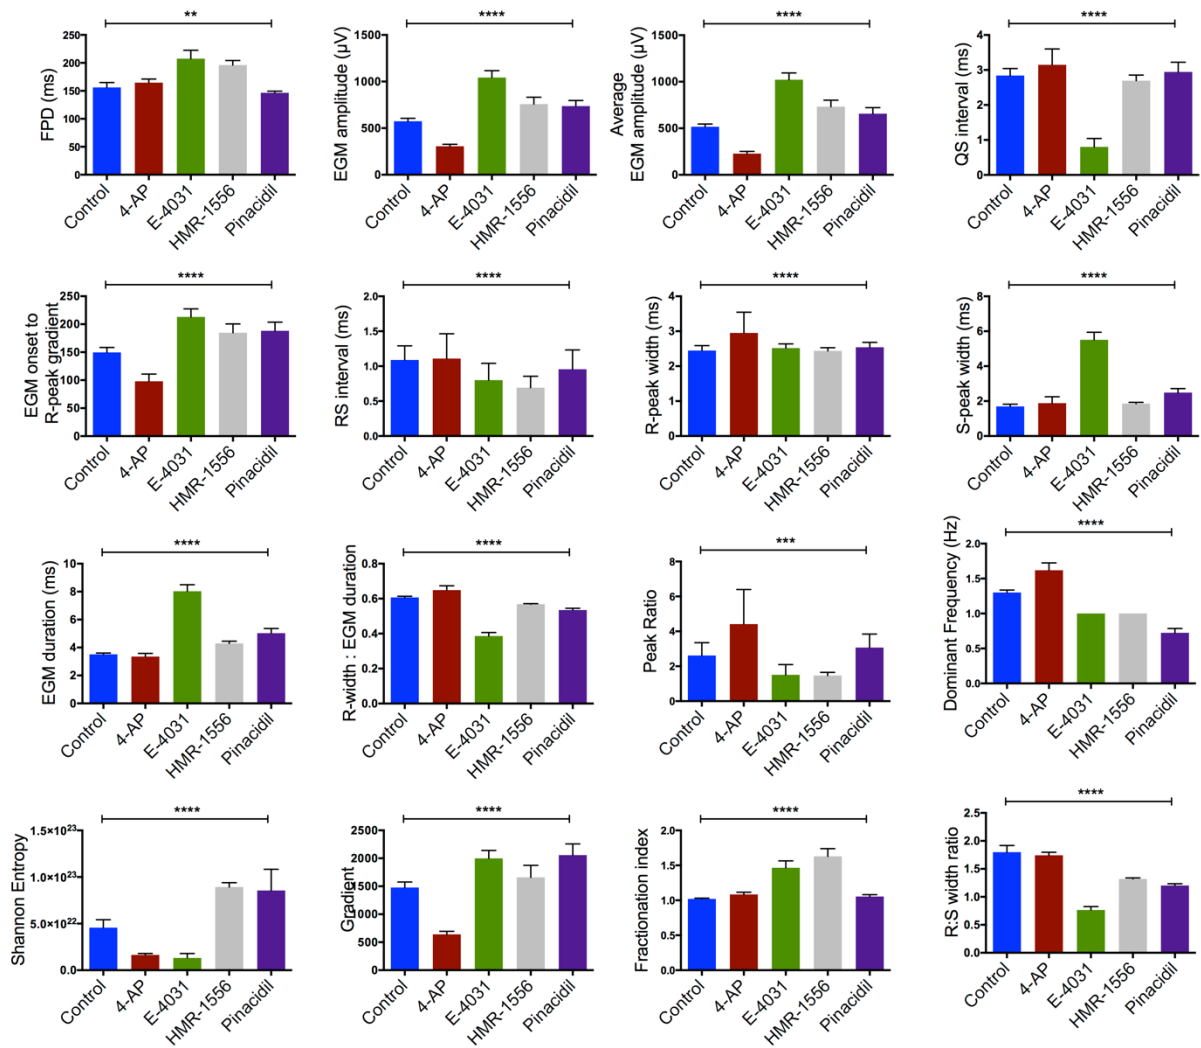 **
FPD (ms)
250
200
150
100
50
0
Control
4-AP
E-4031
HMR-1556
Pinacidil
****
EGM amplitude (µV)
1500
1000
500
0
Control
4-AP
E-4031
HMR-1556
Pinacidil
****
Average
EGM amplitude (µV)
1500
1000
500
0
Control
4-AP
E-4031
HMR-1556
Pinacidil
****
QS interval (ms)
4
3
2
1
0
Control
4-AP
E-4031
HMR-1556
Pinacidil
****
EGM onset to
R-peak gradient
250
200
150
100
50
0
Control
4-AP
E-4031
HMR-1556
Pinacidil
****
RS interval (ms)
2.0
1.5
1.0
0.5
0.0
Control
4-AP
E-4031
HMR-1556
Pinacidil
****
R-peak width (ms)
4
3
2
1
0
Control
4-AP
E-4031
HMR-1556
Pinacidil
****
S-peak width (ms)
8
6
4
2
0
Control
4-AP
E-4031
HMR-1556
Pinacidil
****
EGM duration (ms)
10
8
6
4
2
0
Control
4-AP
E-4031
HMR-1556
Pinacidil
****
R-width : EGM duration
0.8
0.6
0.4
0.2
0.0
Control
4-AP
E-4031
HMR-1556
Pinacidil
***
Peak Ratio
8
6
4
2
0
Control
4-AP
E-4031
HMR-1556
Pinacidil
****
Dominant Frequency (Hz)
2.0
1.5
1.0
0.5
0.0
Control
4-AP
E-4031
HMR-1556
Pinacidil
****
Shannon Entropy
1.5×10²³
1.0×10²³
5.0×10²²
0.0
Control
4-AP
E-4031
HMR-1556
Pinacidil
****
Gradient
2500
2000
1500
1000
500
0
Control
4-AP
E-4031
HMR-1556
Pinacidil
****
Fractionation index
2.0
1.5
1.0
0.5
0.0
Control
4-AP
E-4031
HMR-1556
Pinacidil
****
R:S width ratio
2.5
2.0
1.5
1.0
0.5
0.0
Control
4-AP
E-4031
HMR-1556
Pinacidil